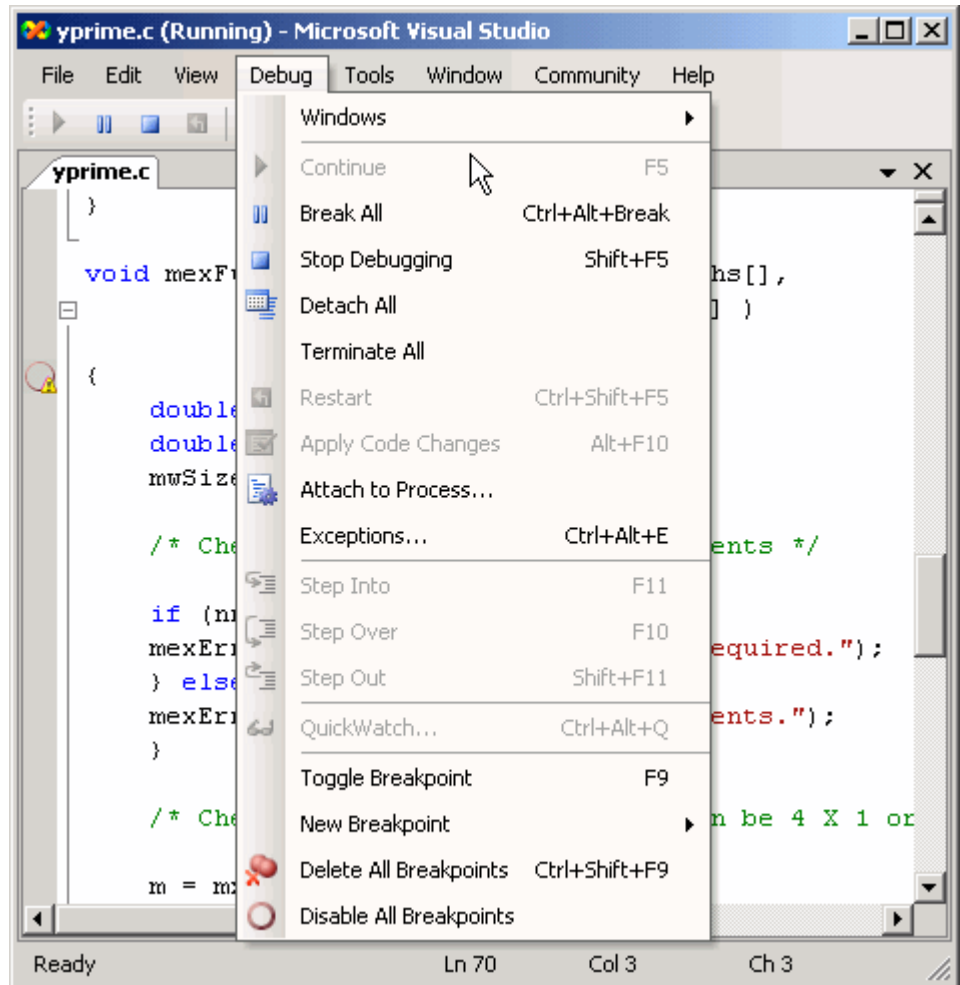 yprime.c (Running) - Microsoft Visual Studio
File Edit View Debug Tools Window Community Help
yprime.c
Windows
Continue F5
Break All Ctrl+Alt+Break
Stop Debugging Shift+F5
Detach All
Terminate All
Restart Ctrl+Shift+F5
Apply Code Changes Alt+F10
Attach to Process...
Exceptions... Ctrl+Alt+E
Step Into F11
Step Over F10
Step Out Shift+F11
QuickWatch... Ctrl+Alt+Q
Toggle Breakpoint F9
New Breakpoint
Delete All Breakpoints Ctrl+Shift+F9
Disable All Breakpoints
}
void mexF hs[],
] )
{
double
double
mwSize
/* Che ents */
if (n
mexEr equired.");
} else
mexEr ents.");
}
/* Che n be 4 X 1 or
m = m
Ready Ln 70 Col 3 Ch 3